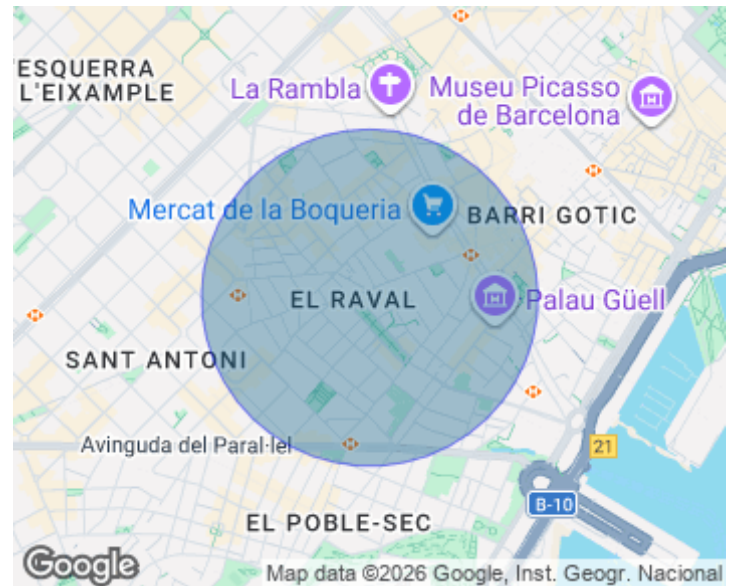 ESQUERRA
L'EIXAMPLE
La Rambla
Museu Picasso
de Barcelona
Mercat de la Boqueria
BARRI GOTIC
EL RAVAL
Palau Güell
SANT ANTONI
Avinguda del Paral·lel
21
B-10
EL POBLE-SEC
Google
Map data ©2026 Google, Inst. Geogr. Nacional